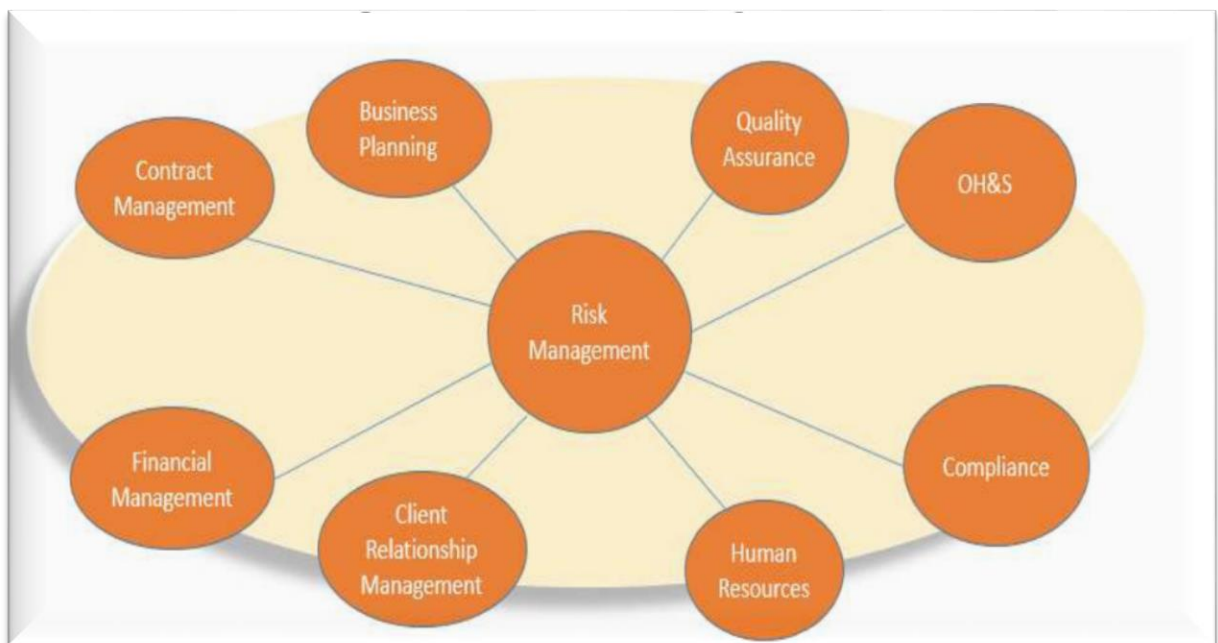 Business
Planning
Quality
Assurance
Contract
Management
OH&S
Risk
Management
Financial
Management
Compliance
Client
Relationship
Management
Human
Resources